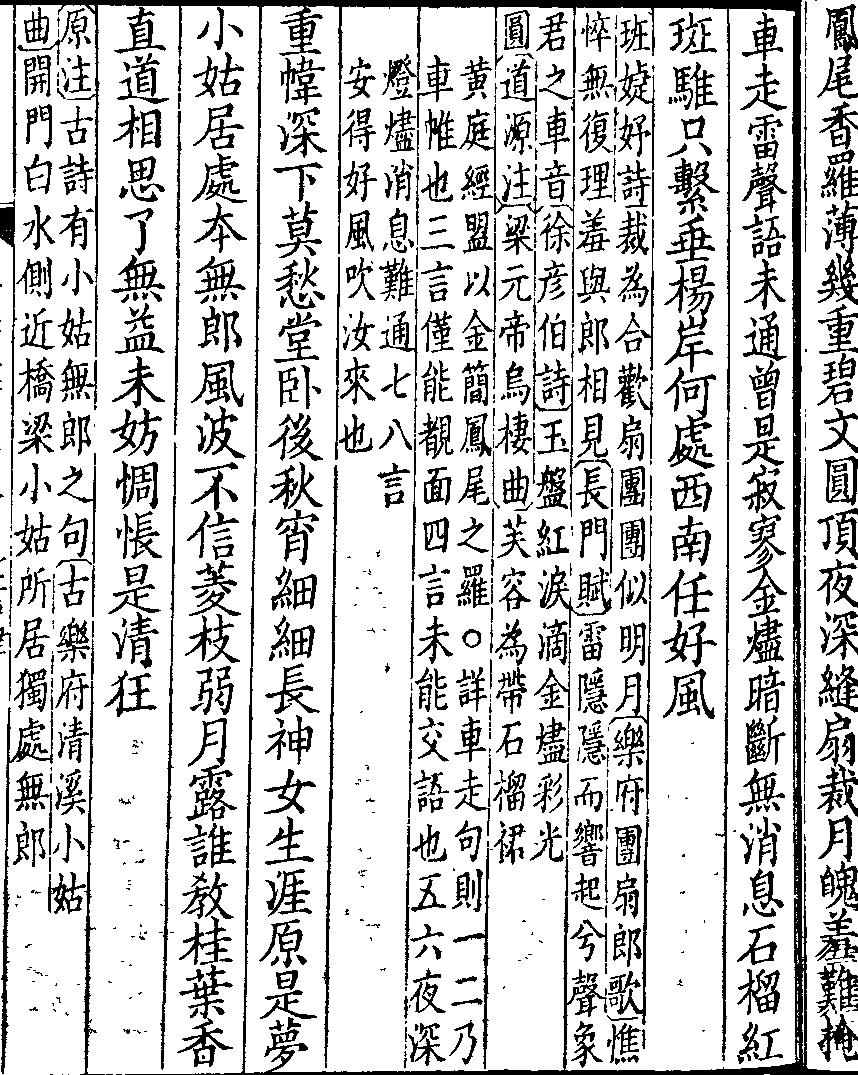 鳳尾香羅薄幾重碧文圓頂夜深縫扇裁月魄羞難掩
車走雷聲語未通曾是寂寥金燼暗斷無消息石榴紅
斑騅只繫垂楊岸何處西南任好風
班婕妤詩裁為合歡扇團團似明月樂府團扇郎歌憔
悴無復理羞與郎相見長門賦雷隱隱而響起兮聲象
君之車音徐彦伯詩玉盤紅淚滴金燼彩光
圓道源注梁元帝烏棲曲芙容為帶石榴裙
黄庭經盟以金簡鳳尾之羅○詳車走句則一二乃
車帷也三言僅能覩面四言未能交語也五六夜深
燈燼消息難通七八言
安得好風吹汝來也
重幃深下莫愁堂卧後秋宵細細長神女生涯原是夢
小姑居處本無郎風波不信菱枝弱月露誰教桂葉香
直道相思了無益未妨惆悵是清狂
原注古詩有小姑無郎之句古樂府清溪小姑
曲開門白水側近橋梁小姑所居獨處無郎